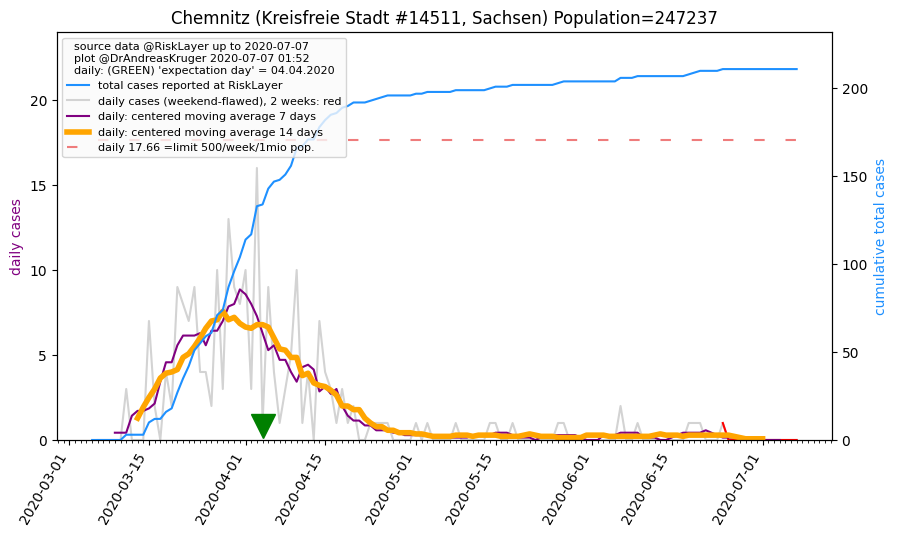 Chemnitz (Kreisfreie Stadt #14511, Sachsen) Population=247237
source data @RiskLayer up to 2020-07-07
plot @DrAndreasKruger 2020-07-07 01:52
daily: (GREEN) 'expectation day' = 04.04.2020
total cases reported at RiskLayer
daily cases (weekend-flawed), 2 weeks: red
daily: centered moving average 7 days
daily: centered moving average 14 days
daily 17.66 =limit 500/week/1mio pop.
daily cases
20
15
10
5
0
200
150
100
50
0
cumulative total cases
2020-03-01
2020-03-15
2020-04-01
2020-04-15
2020-05-01
2020-05-15
2020-06-01
2020-06-15
2020-07-01